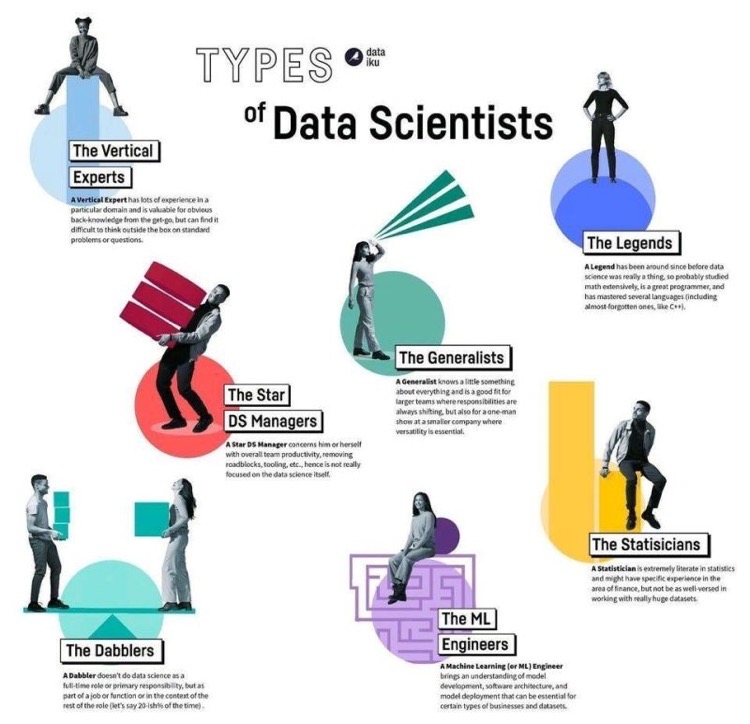 TYPES
data
iku
of Data Scientists
The Vertical
Experts
A Vertical Expert has lots of experience in a
particular domain and is valuable for obvious
back-knowledge from the get-go, but can find it
difficult to think outside the box on standard
problems or questions.
The Legends
A Legend has been around since before data
science was really a thing, so probably studied
math extensively, is a great programmer, and
has mastered several languages (including
almost-forgotten ones, like C++).
The Generalists
A Generalist knows a little something
about everything and is a good fit for
larger teams where responsibilities are
always shifting, but also for a one-man
show at a smaller company where
versatility is essential.
The Star
DS Managers
A Star DS Manager concerns him or herself
with overall team productivity, removing
roadblocks, tooling, etc., hence is not really
focused on the data science itself.
The Statisicians
A Statistician is extremely literate in statistics
and might have specific experience in the
area of finance, but not be as well-versed in
working with really huge datasets.
The Dabblers
A Dabbler doesn't do data science as a
full-time role or primary responsibility, but as
part of a job or function or in the context of the
rest of the role (let's say 20-ish% of the time) .
The ML
Engineers
A Machine Learning (or ML) Engineer
brings an understanding of model
development, software architecture, and
model deployment that can be essential for
certain types of businesses and datasets.